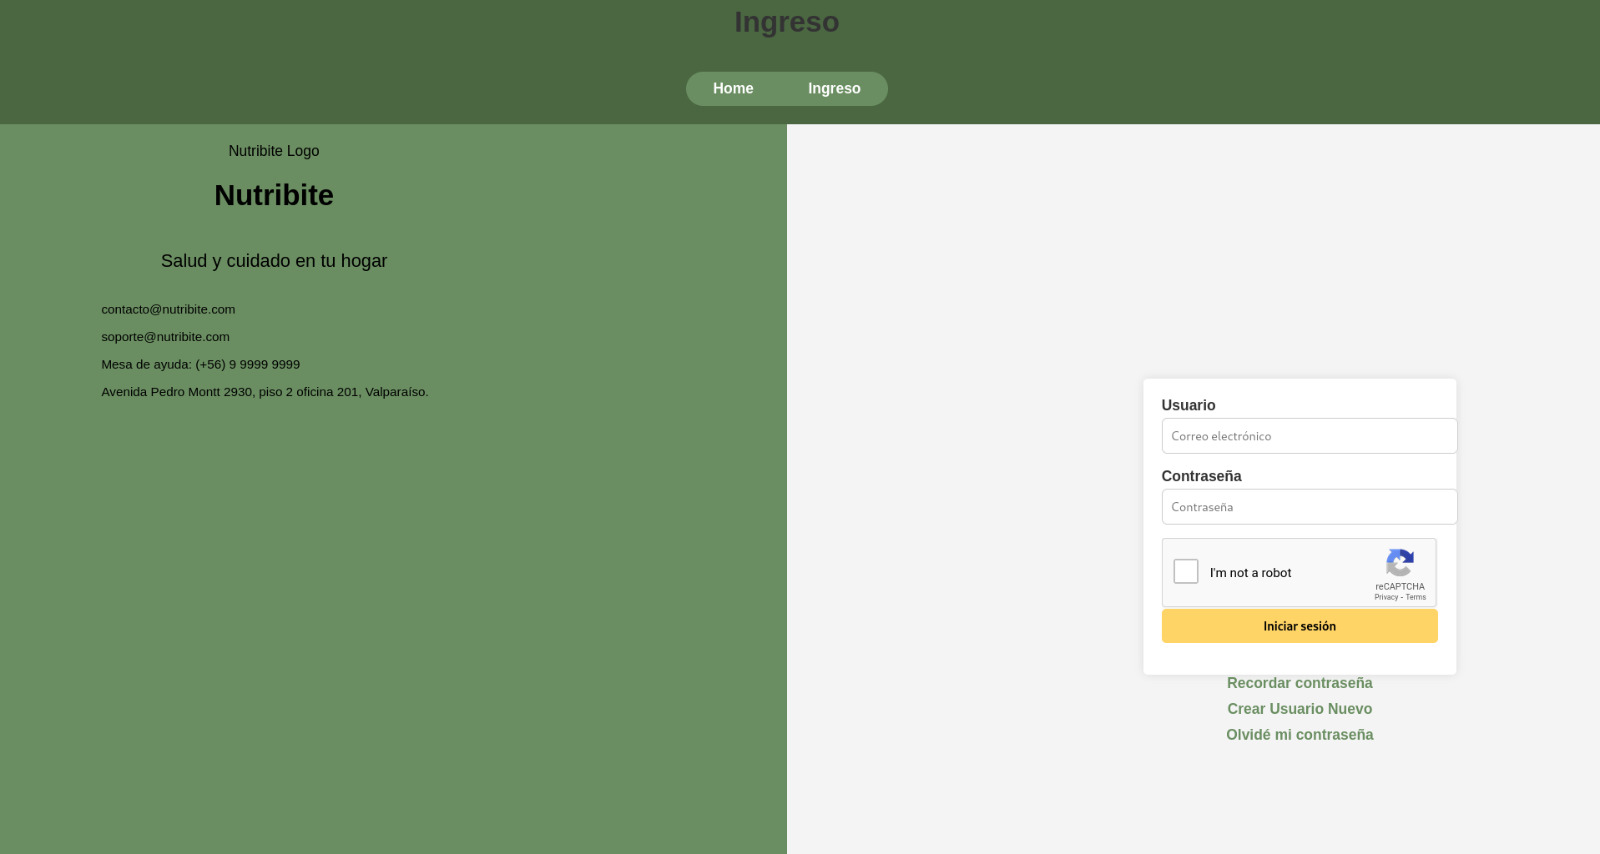 Ingreso
Home Ingreso
Nutribite Logo
Nutribite
Salud y cuidado en tu hogar
contacto@nutribite.com
soporte@nutribite.com
Mesa de ayuda: (+56) 9 9999 9999
Avenida Pedro Montt 2930, piso 2 oficina 201, Valparaíso.
Usuario
Correo electrónico
Contraseña
Contraseña
I'm not a robot
reCAPTCHA
Privacy - Terms
Iniciar sesión
Recordar contraseña
Crear Usuario Nuevo
Olvidé mi contraseña